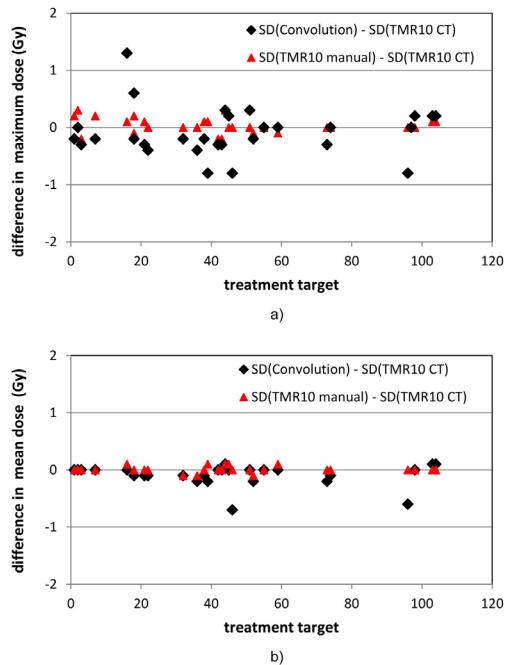 2
SD(Convolution) - SD(TMR10 CT)
SD(TMR10 manual) - SD(TMR10 CT)
1
0
-1
-2
difference in maximum dose (Gy)
0 20 40 60 80 100 120
treatment target
a)
2
SD(Convolution) - SD(TMR10 CT)
SD(TMR10 manual) - SD(TMR10 CT)
1
0
-1
-2
difference in mean dose (Gy)
0 20 40 60 80 100 120
treatment target
b)